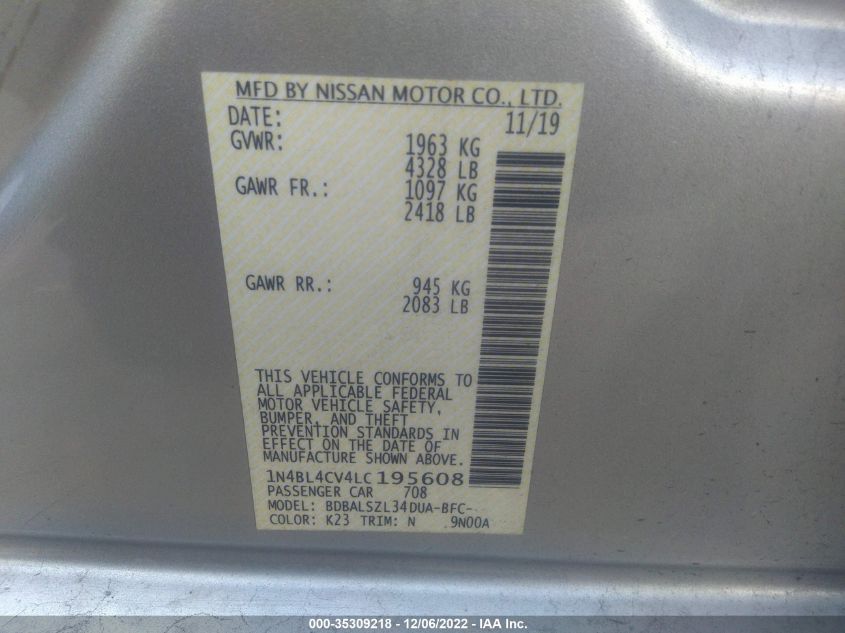 MFD BY NISSAN MOTOR CO., LTD.
DATE: 11/19
GVWR: 1963 KG
4328 LB
GAWR FR.: 1097 KG
2418 LB
GAWR RR.: 945 KG
2083 LB
THIS VEHICLE CONFORMS TO
ALL APPLICABLE FEDERAL
MOTOR VEHICLE SAFETY,
BUMPER, AND THEFT
PREVENTION STANDARDS IN
EFFECT ON THE DATE OF
MANUFACTURE SHOWN ABOVE.
1N4BL4CV4LC195608
PASSENGER CAR 708
MODEL: BDBALSZL34DUA-BFC-
COLOR: K23 TRIM: N 9N00A
000-35309218 - 12/06/2022 - IAA Inc.